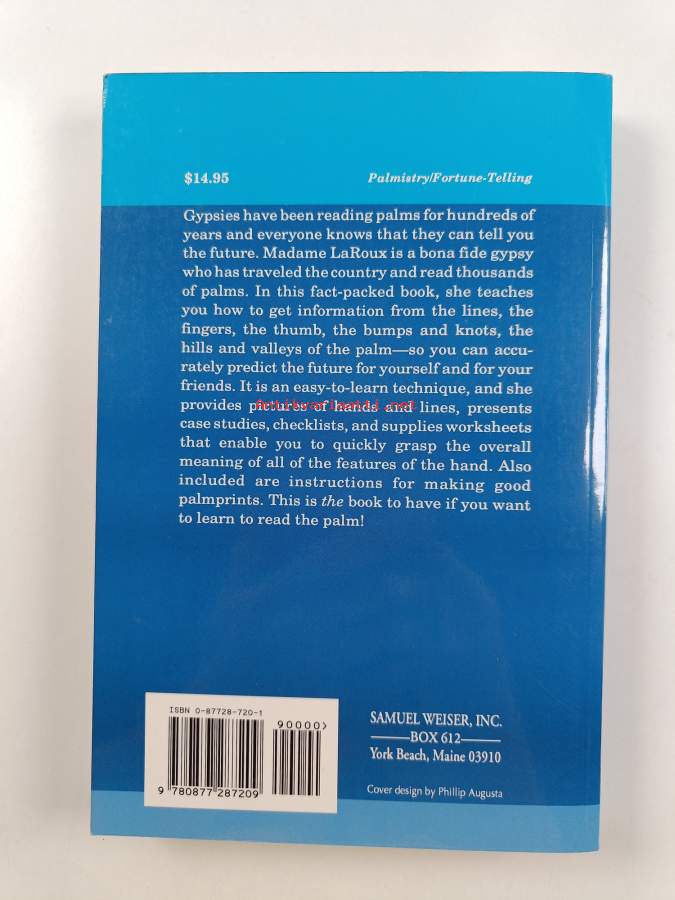 $14.95 Palmistry/Fortune-Telling
Gypsies have been reading palms for hundreds of
years and everyone knows that they can tell you
the future. Madame LaRoux is a bona fide gypsy
who has traveled the country and read thousands
of palms. In this fact-packed book, she teaches
you how to get information from the lines, the
fingers, the thumb, the bumps and knots, the
hills and valleys of the palm—so you can accu-
rately predict the future for yourself and for your
friends. It is an easy-to-learn technique, and she
provides pictures of hands and lines, presents
Antikvariaatti.net
case studies, checklists, and supplies worksheets
that enable you to quickly grasp the overall
meaning of all of the features of the hand. Also
included are instructions for making good
palmprints. This is the book to have if you want
to learn to read the palm!
ISBN 0-87728-720-1
90000>
9 780877 287209
SAMUEL WEISER, INC.
BOX 612
York Beach, Maine 03910
Cover design by Phillip Augusta